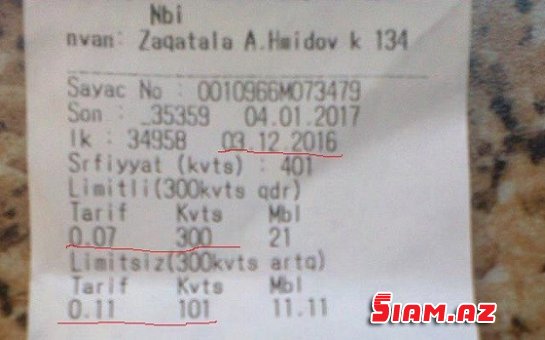 Nbi
nvan: Zaqatala A.Hmidov k 134
Sayac No : 0010966M073479
Son : _35359 04.01.2017
Ik : 34958 03.12.2016
Srfiyyat (kvts) : 401
Limitli(300kvts qdr)
Tarif Kvts Mbl
0.07 300 21
Limitsiz(300kvts artq)
Tarif Kvts Mbl
0.11 101 11.11
SIAM.AZ